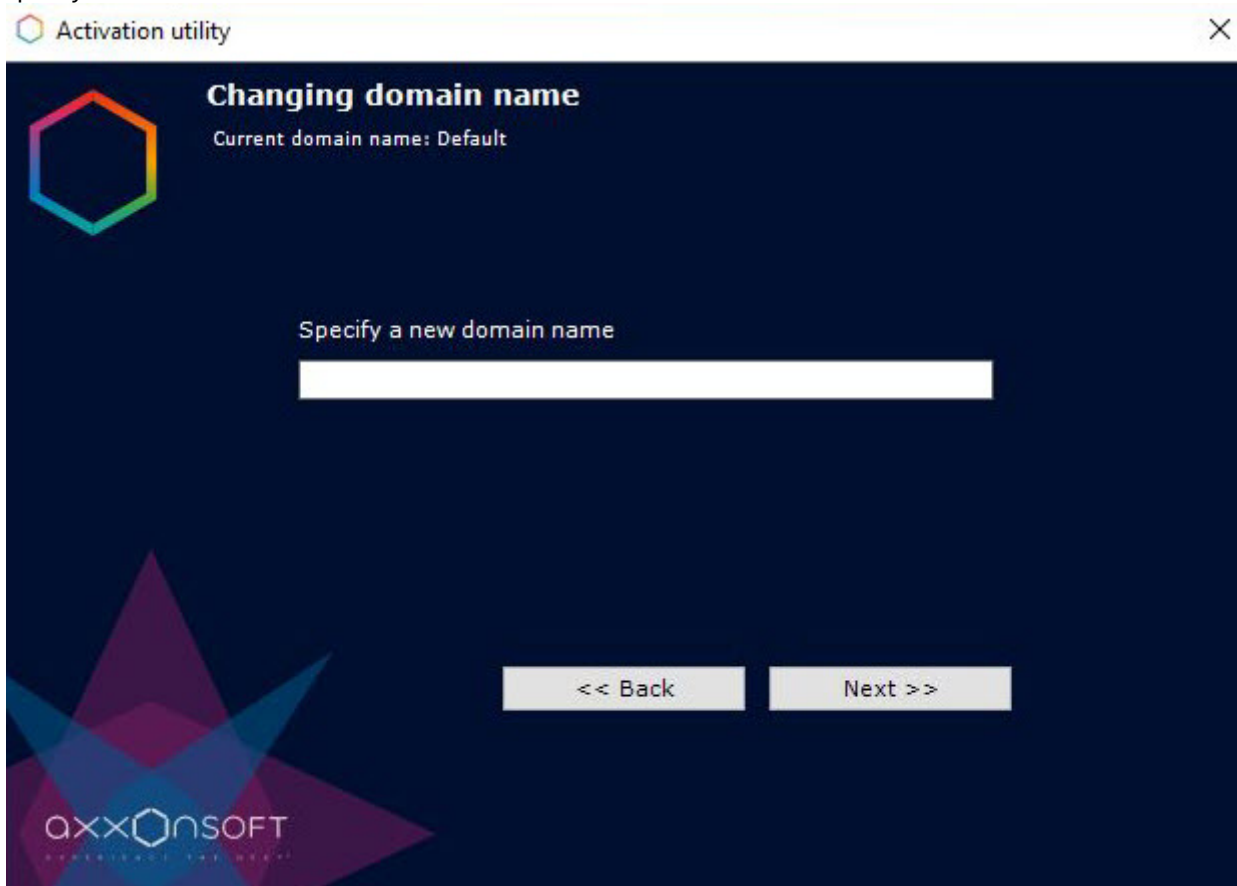 Activation utility
Changing domain name
Current domain name: Default
Specify a new domain name
<< Back
Next >>
axxonsoft